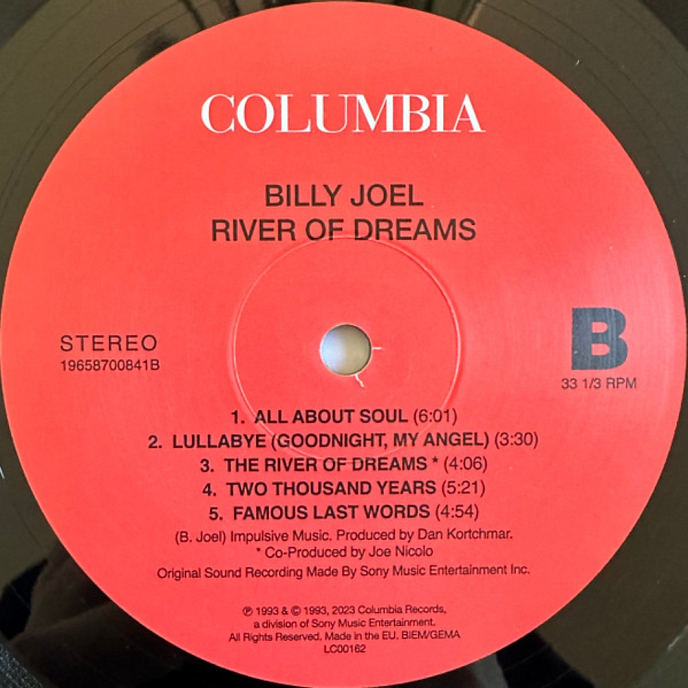 COLUMBIA
BILLY JOEL
RIVER OF DREAMS
STEREO
19658700841B
B
33 1/3 RPM
1. ALL ABOUT SOUL (6:01)
2. LULLABYE (GOODNIGHT, MY ANGEL) (3:30)
3. THE RIVER OF DREAMS * (4:06)
4. TWO THOUSAND YEARS (5:21)
5. FAMOUS LAST WORDS (4:54)
(B. Joel) Impulsive Music. Produced by Dan Kortchmar.
* Co-Produced by Joe Nicolo
Original Sound Recording Made By Sony Music Entertainment Inc.
℗ 1993 & © 1993, 2023 Columbia Records,
a division of Sony Music Entertainment.
All Rights Reserved. Made in the EU. BIEM/GEMA
LC00162